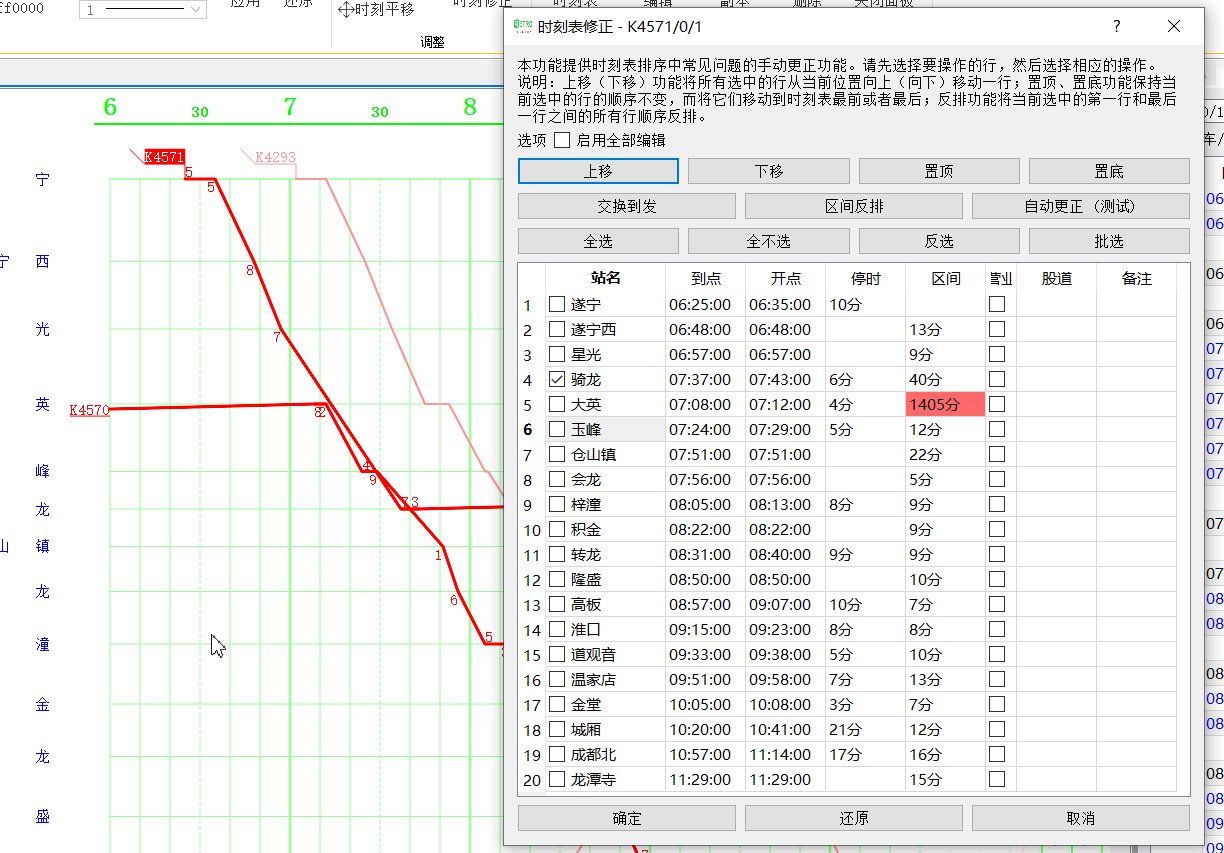 ff0000
1
应用
还原
时刻平移
时刻修正
时刻表
编辑
副本
删除
关闭面板
调整
时刻表修正 - K4571/0/1
?
本功能提供时刻表排序中常见问题的手动更正功能。请先选择要操作的行，然后选择相应的操作。
说明：上移（下移）功能将所有选中的行从当前位置向上（向下）移动一行；置顶、置底功能保持当
前选中的行的顺序不变，而将它们移动到时刻表最前或者最后；反排功能将当前选中的第一行和最后
一行之间的所有行顺序反排。
选项 启用全部编辑
上移 下移 置顶 置底
交换到发 区间反排 自动更正（测试）
全选 全不选 反选 批选
站名 到点 开点 停时 区间 营业 股道 备注
1 遂宁 06:25:00 06:35:00 10分
2 遂宁西 06:48:00 06:48:00 13分
3 星光 06:57:00 06:57:00 9分
4 骑龙 07:37:00 07:43:00 6分 40分
5 大英 07:08:00 07:12:00 4分 1405分
6 玉峰 07:24:00 07:29:00 5分 12分
7 仓山镇 07:51:00 07:51:00 22分
8 会龙 07:56:00 07:56:00 5分
9 梓潼 08:05:00 08:13:00 8分 9分
10 积金 08:22:00 08:22:00 9分
11 转龙 08:31:00 08:40:00 9分 9分
12 隆盛 08:50:00 08:50:00 10分
13 高板 08:57:00 09:07:00 10分 7分
14 淮口 09:15:00 09:23:00 8分 8分
15 道观音 09:33:00 09:38:00 5分 10分
16 温家店 09:51:00 09:58:00 7分 13分
17 金堂 10:05:00 10:08:00 3分 7分
18 城厢 10:20:00 10:41:00 21分 12分
19 成都北 10:57:00 11:14:00 17分 16分
20 龙潭寺 11:29:00 11:29:00 15分
确定 还原 取消
6 30 7 30 8
K4571
K4293
5
宁
5
宁 西
8
光
7
英
K4570
82
峰
4
9
龙
73
山 镇
1
龙
6
潼
5
金
龙
盛
7
0/1
车/
06
06
06
06
07
07
07
07
07
07
07
07
08
08
08
08
08
08
08
09
09